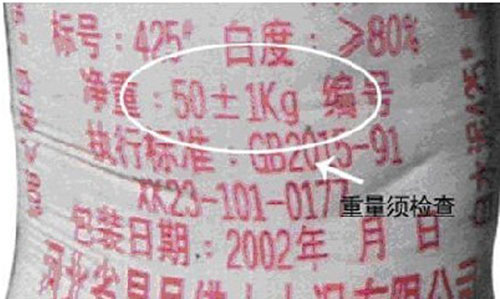 标号：425# 白度：≥80%
净重：50±1Kg 编号
执行标准：GB2015-91
XK23-101-0177
重量须检查
包装日期：2002年 月 日